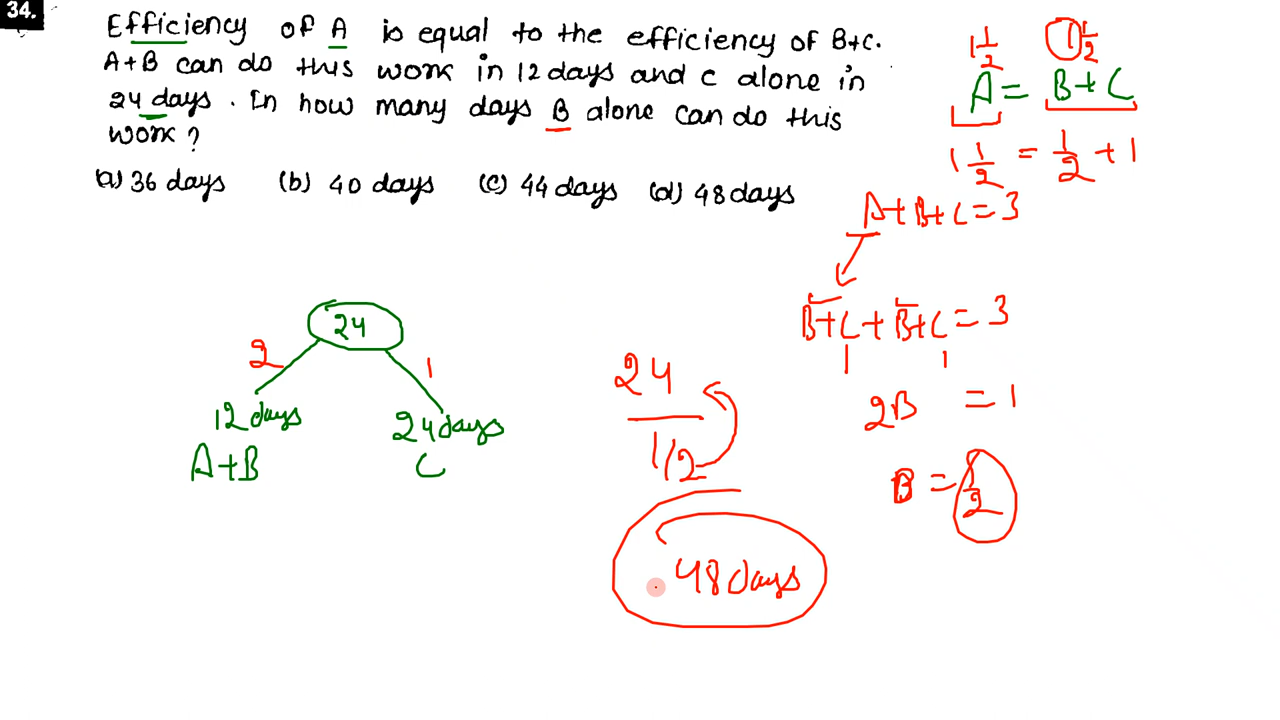 34.
Efficiency of A is equal to the efficiency of B+C.
A+B can do this work in 12 days and C alone in
24 days. In how many days B alone can do this
work?
(a) 36 days (b) 40 days (c) 44 days (d) 48 days
1 1/2 1 1/2
A = B+C
1 1/2 = 1/2 + 1
A+B+C=3
B+C+B+C=3
1 1
2B = 1
B = 1/2
24
2 1
12 days 24 days
A+B C
24
1/2
48 days